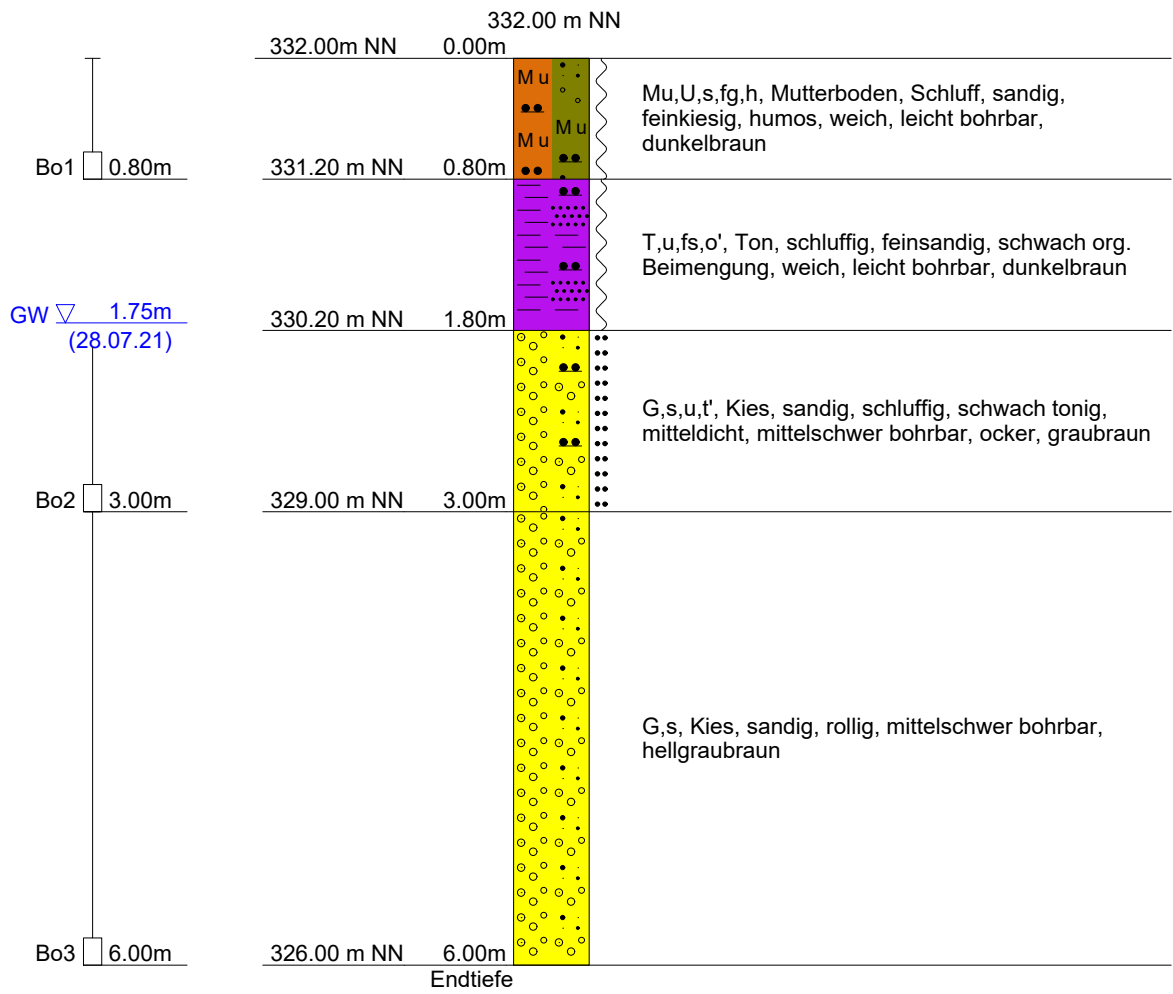 332.00 m NN
332.00m NN 0.00m
Mu
Mu
Mu
Mu,U,s,fg,h, Mutterboden, Schluff, sandig,
feinkiesig, humos, weich, leicht bohrbar,
dunkelbraun
Bo1 0.80m 331.20 m NN 0.80m
T,u,fs,o', Ton, schluffig, feinsandig, schwach org.
Beimengung, weich, leicht bohrbar, dunkelbraun
GW 1.75m
(28.07.21)
330.20 m NN 1.80m
G,s,u,t', Kies, sandig, schluffig, schwach tonig,
mitteldicht, mittelschwer bohrbar, ocker, graubraun
Bo2 3.00m 329.00 m NN 3.00m
G,s, Kies, sandig, rollig, mittelschwer bohrbar,
hellgraubraun
Bo3 6.00m 326.00 m NN 6.00m
Endtiefe